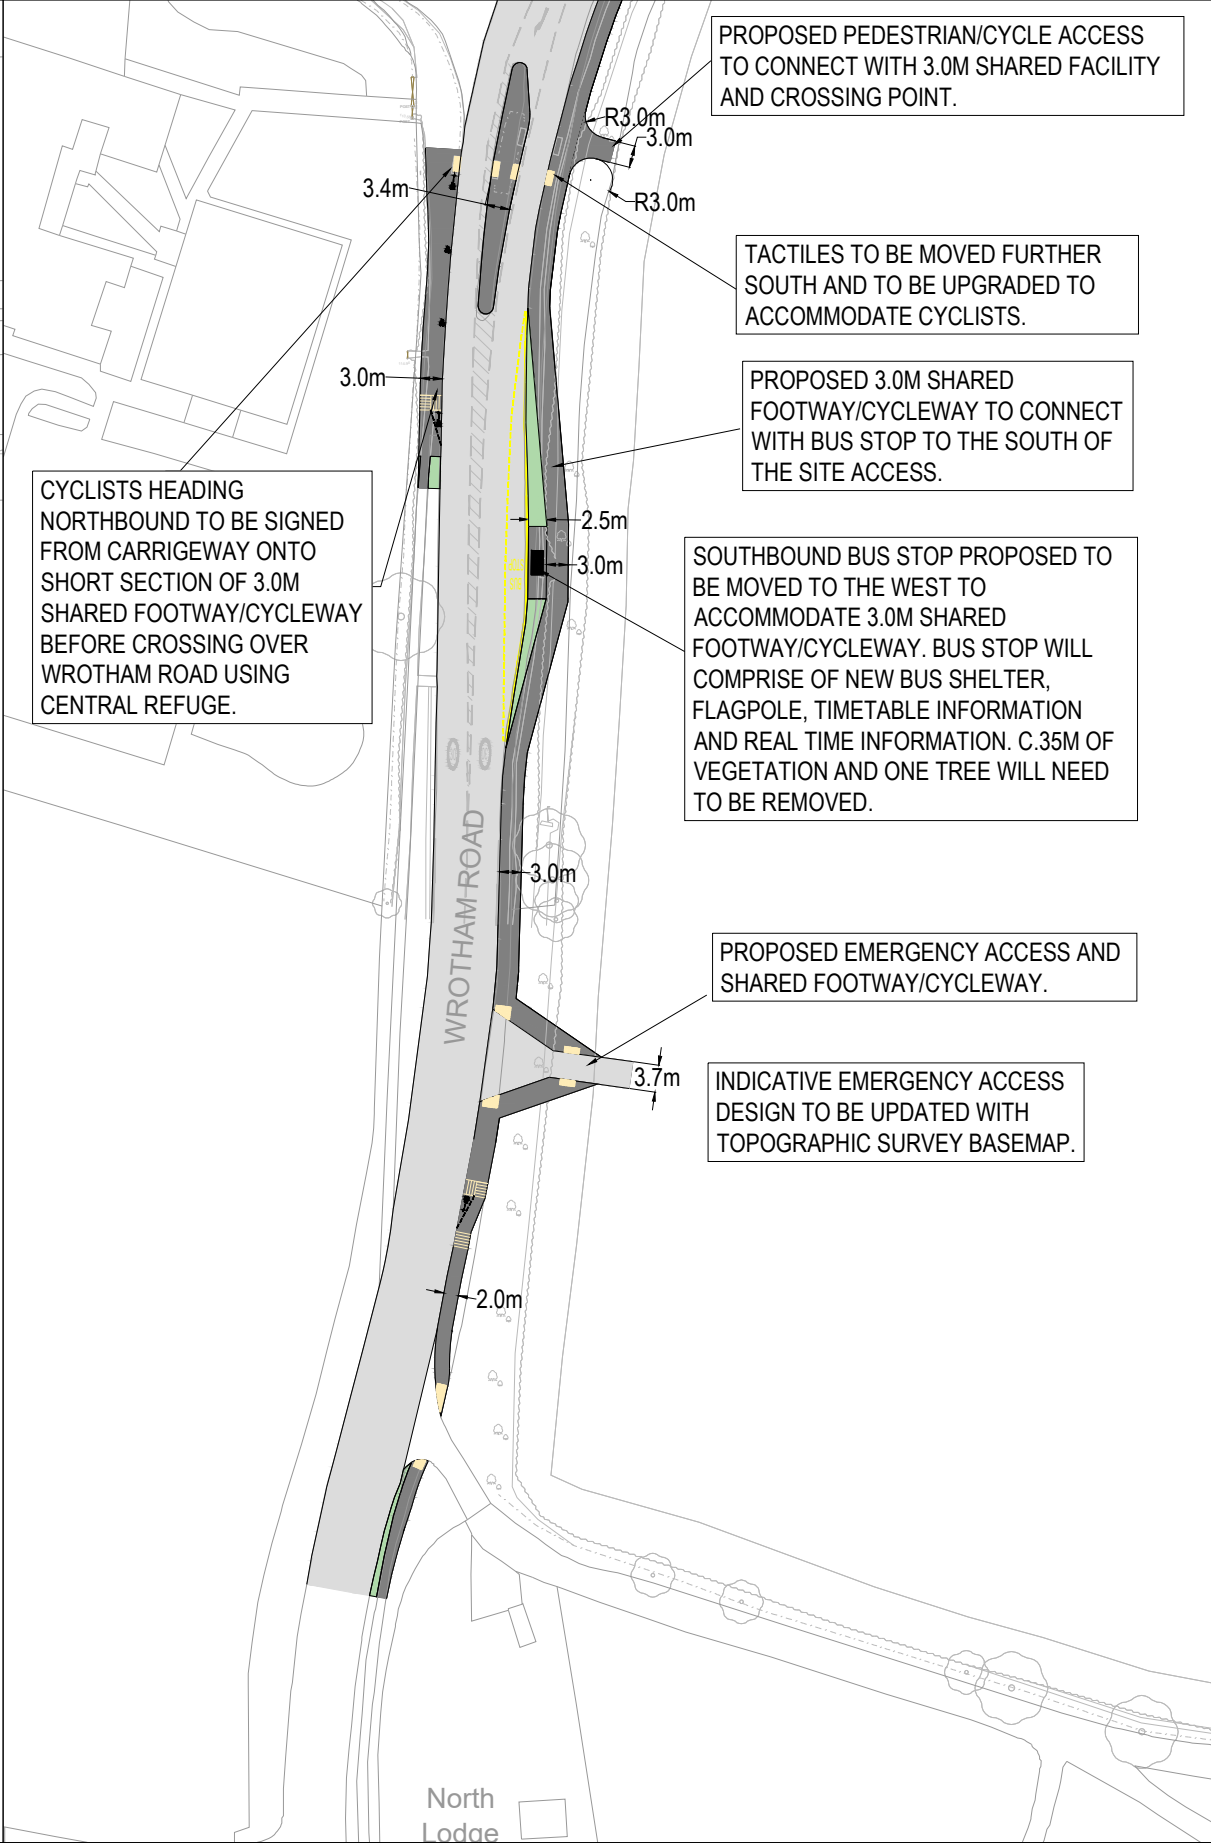 PROPOSED PEDESTRIAN/CYCLE ACCESS
TO CONNECT WITH 3.0M SHARED FACILITY
AND CROSSING POINT.
R3.0m
3.0m
3.4m
R3.0m
TACTILES TO BE MOVED FURTHER
SOUTH AND TO BE UPGRADED TO
ACCOMMODATE CYCLISTS.
3.0m
PROPOSED 3.0M SHARED
FOOTWAY/CYCLEWAY TO CONNECT
WITH BUS STOP TO THE SOUTH OF
THE SITE ACCESS.
CYCLISTS HEADING
NORTHBOUND TO BE SIGNED
FROM CARRIGEWAY ONTO
SHORT SECTION OF 3.0M
SHARED FOOTWAY/CYCLEWAY
BEFORE CROSSING OVER
WROTHAM ROAD USING
CENTRAL REFUGE.
2.5m
3.0m
SOUTHBOUND BUS STOP PROPOSED TO
BE MOVED TO THE WEST TO
ACCOMMODATE 3.0M SHARED
FOOTWAY/CYCLEWAY. BUS STOP WILL
COMPRISE OF NEW BUS SHELTER,
FLAGPOLE, TIMETABLE INFORMATION
AND REAL TIME INFORMATION. C.35M OF
VEGETATION AND ONE TREE WILL NEED
TO BE REMOVED.
WROTHAM ROAD
3.0m
PROPOSED EMERGENCY ACCESS AND
SHARED FOOTWAY/CYCLEWAY.
3.7m
INDICATIVE EMERGENCY ACCESS
DESIGN TO BE UPDATED WITH
TOPOGRAPHIC SURVEY BASEMAP.
2.0m
North
Lodge